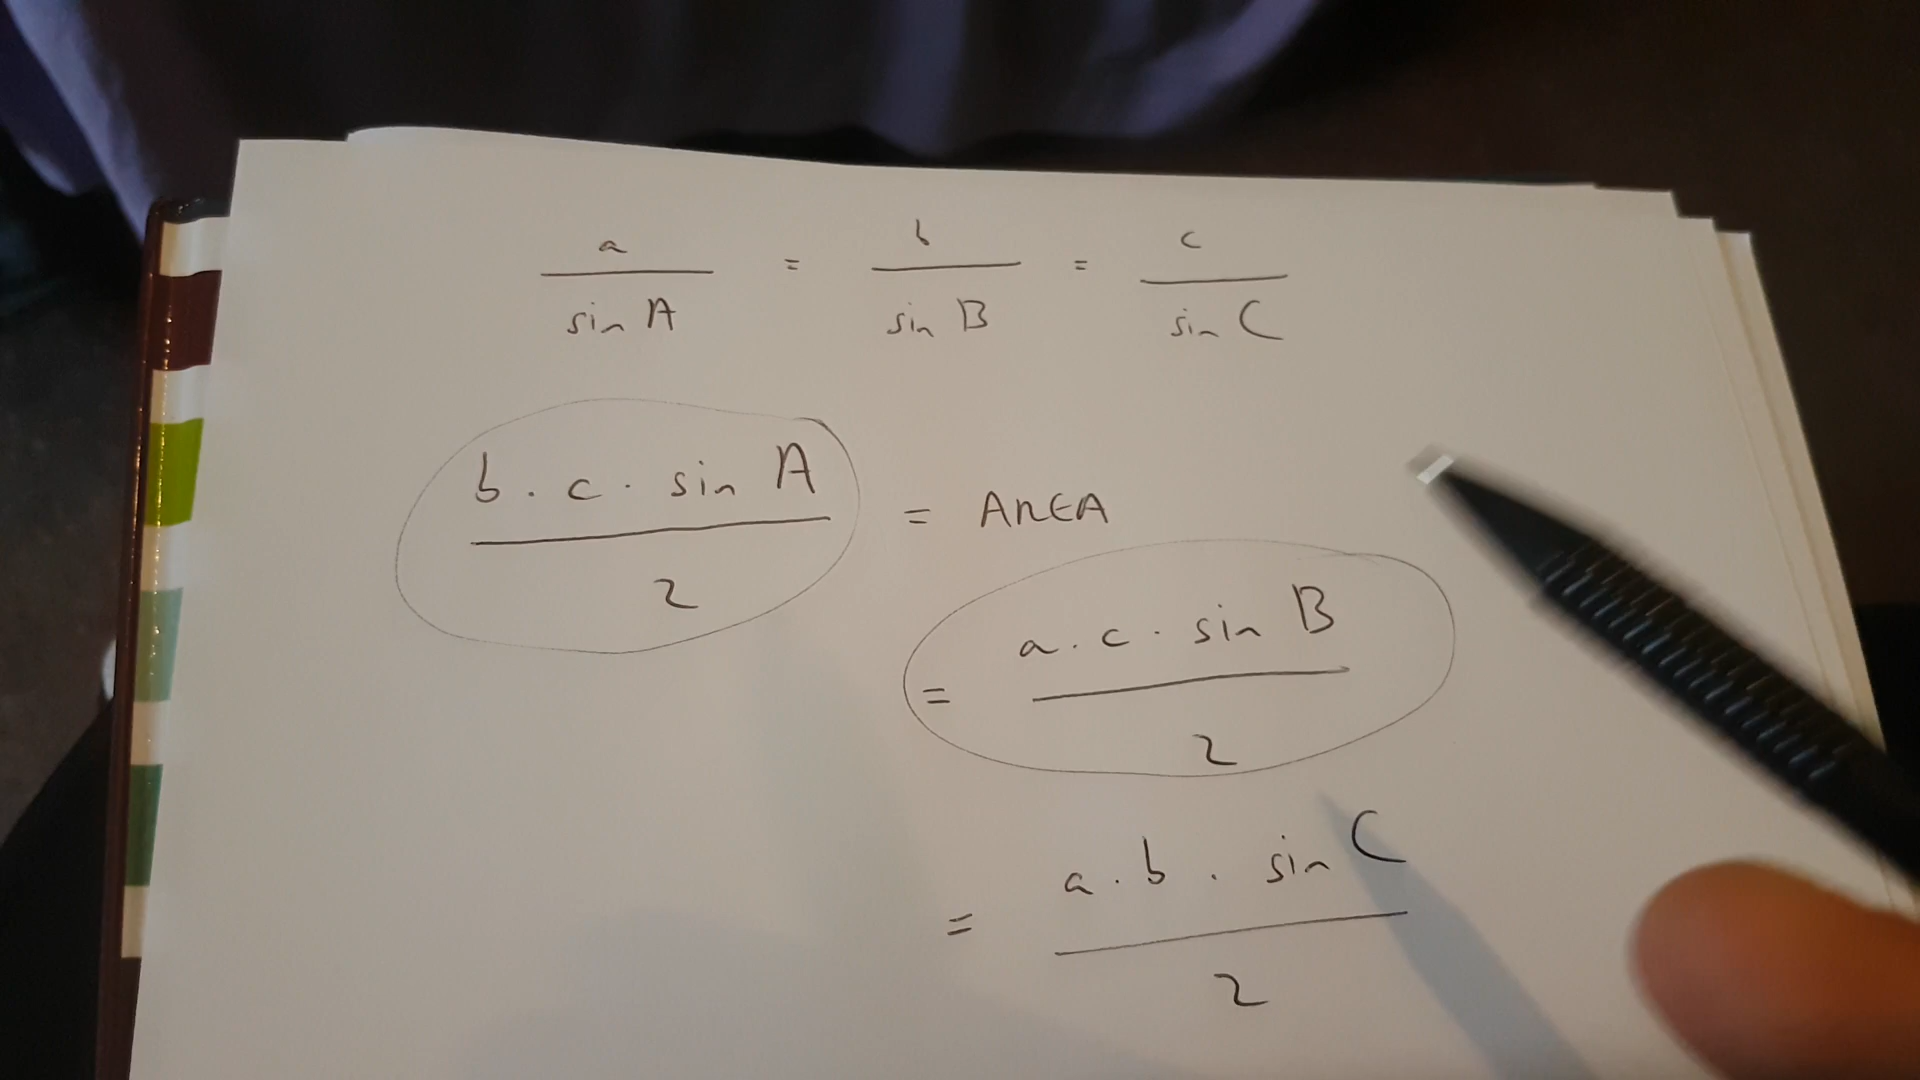 a/sin A = b/sin B = c/sin C
b · c · sin A / 2 = AREA
= a · c · sin B / 2
= a · b · sin C / 2